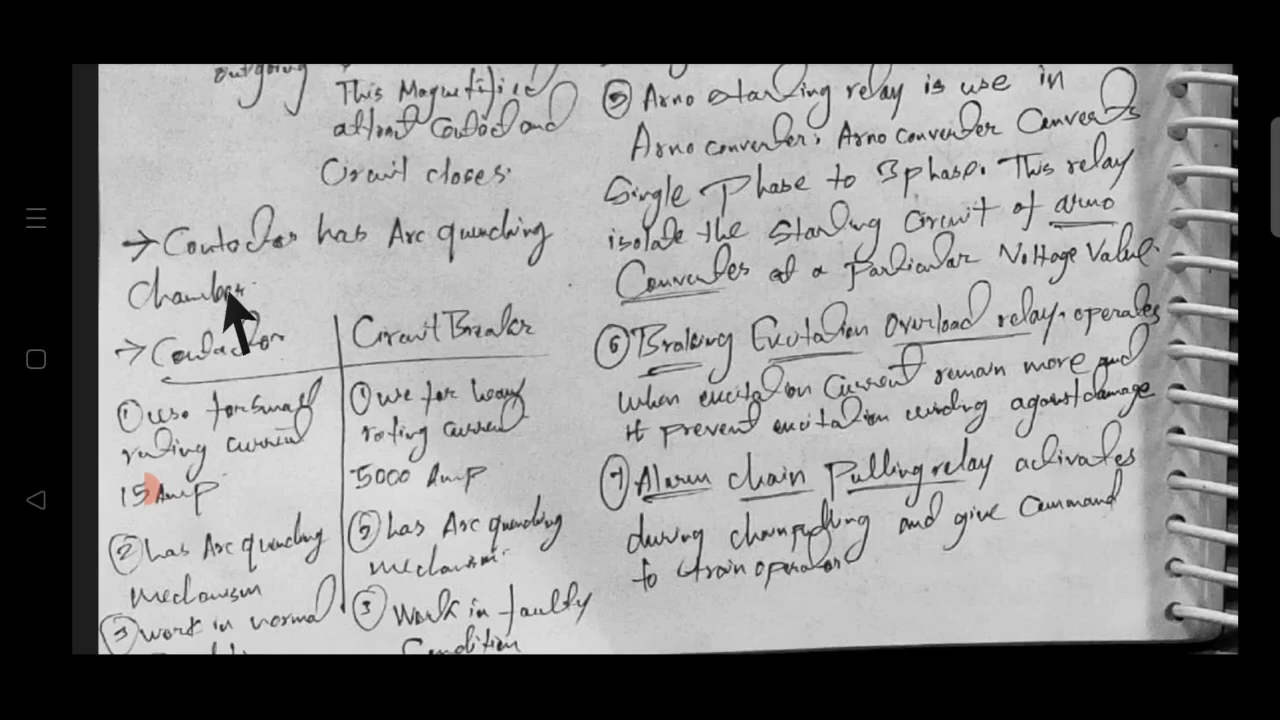 outgoing
This Magnetfied
attract Contact and
Circuit closes.
→ Contactor has Arc quenching
Chamber.
→ Contactor
① use for small
rating current
15 Amp
② has Arc quenching
Mechanism
③ work in normal
Circuit Breaker
① use for heavy
rating current
5000 Amp
② has Arc quenching
mechanism
③ Work in faulty
Condition
⑤ Arno starting relay is use in
Arno converter. Arno converter Converts
Single Phase to 3 phase. This relay
isolate the starting Circuit of arno
Converter at a particular Voltage Value.
⑥ Braking Excitation Overload relay. operates
when excitation Current remain more and
it prevent excitation winding against damage
⑦ Alarm chain Pulling relay activates
during chainpulling and give Command
to train operator